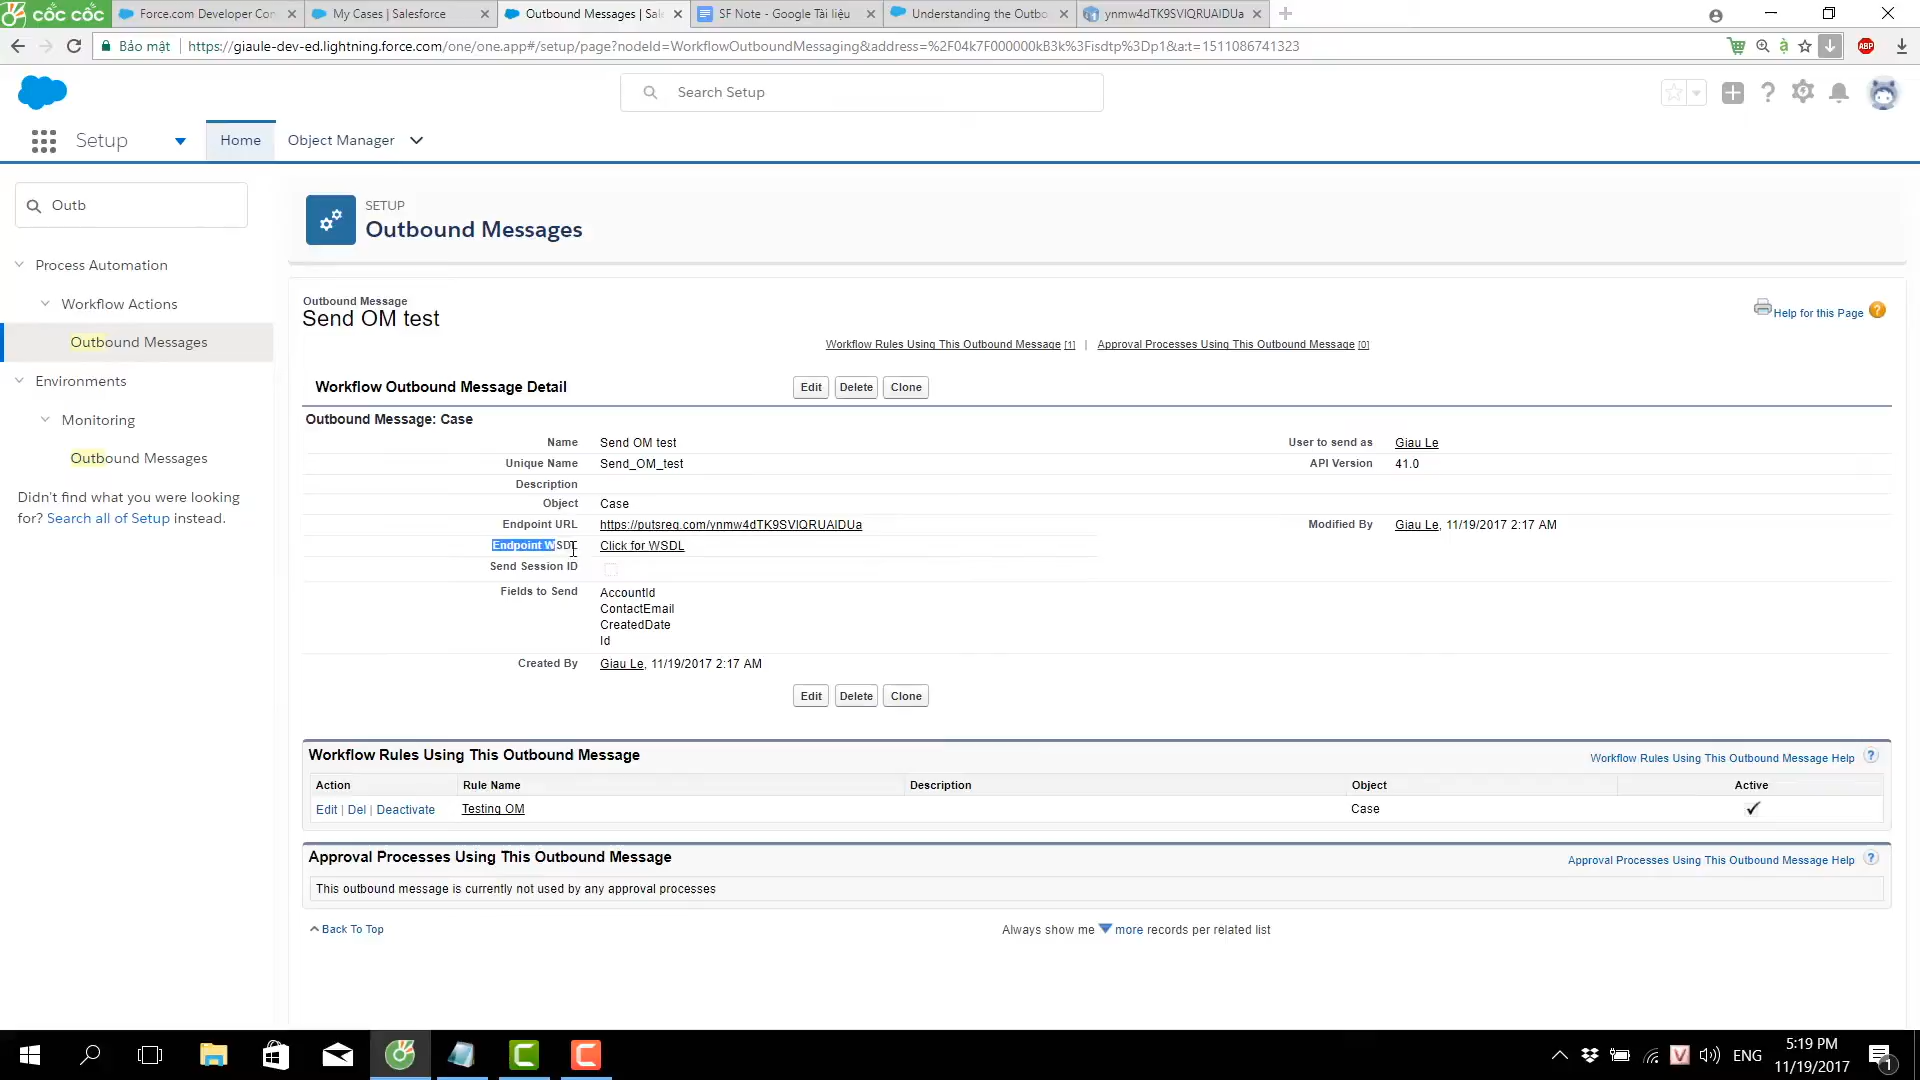 cốc cốc
Force.com Developer Con
My Cases | Salesforce
Outbound Messages | Sale
SF Note - Google Tài liệu
Understanding the Outbo
ynmw4dTK9SVIQRUAIDUa
Bảo mật
https://giaule-dev-ed.lightning.force.com/one/one.app#/setup/page?nodeId=WorkflowOutboundMessaging&address=%2F04k7F000000kB3k%3Fisdtp%3Dp1&a:t=1511086741323
ABP
Search Setup
Setup
Home
Object Manager
Outb
SETUP
Outbound Messages
Process Automation
Workflow Actions
Outbound Messages
Environments
Monitoring
Outbound Messages
Didn't find what you were looking
for? Search all of Setup instead.
Outbound Message
Send OM test
Help for this Page
Workflow Rules Using This Outbound Message [1] | Approval Processes Using This Outbound Message [0]
Workflow Outbound Message Detail
Edit Delete Clone
Outbound Message: Case
Name Send OM test User to send as Giau Le
Unique Name Send_OM_test API Version 41.0
Description
Object Case
Endpoint URL https://putsreq.com/ynmw4dTK9SVIQRUAIDUa Modified By Giau Le, 11/19/2017 2:17 AM
Endpoint WSDL Click for WSDL
Send Session ID
Fields to Send AccountId
ContactEmail
CreatedDate
Id
Created By Giau Le, 11/19/2017 2:17 AM
Edit Delete Clone
Workflow Rules Using This Outbound Message
Workflow Rules Using This Outbound Message Help ?
Action Rule Name Description Object Active
Edit | Del | Deactivate Testing OM Case
Approval Processes Using This Outbound Message
Approval Processes Using This Outbound Message Help ?
This outbound message is currently not used by any approval processes
Back To Top
Always show me more records per related list
ENG
5:19 PM
11/19/2017
1